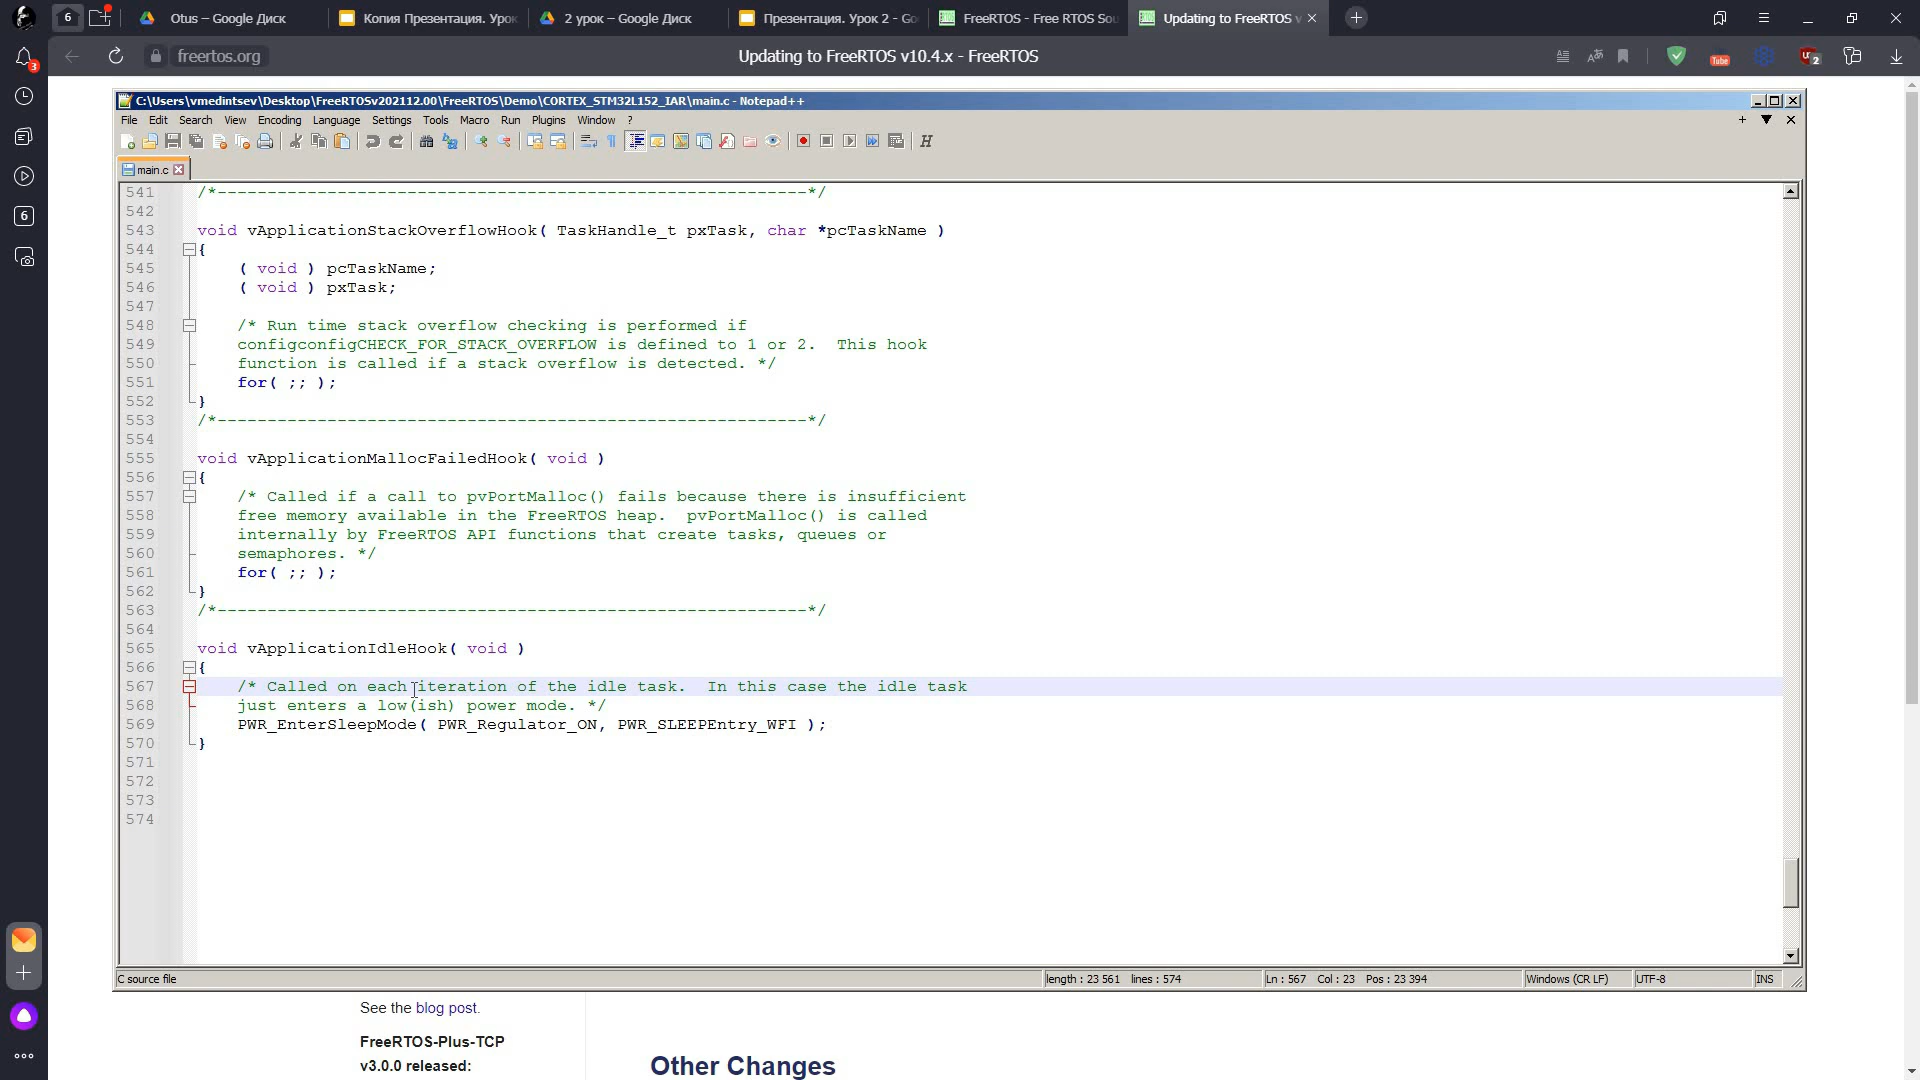 6
Otus – Google Диск
Копия Презентация. Урок
2 урок – Google Диск
Презентация. Урок 2 - Go
FreeRTOS - Free RTOS Sou
Updating to FreeRTOS v
freertos.org
Updating to FreeRTOS v10.4.x - FreeRTOS
Tube
2
3
6
C:\Users\vmedintsev\Desktop\FreeRTOSv202112.00\FreeRTOS\Demo\CORTEX_STM32L152_IAR\main.c - Notepad++
File Edit Search View Encoding Language Settings Tools Macro Run Plugins Window ?
main.c
541 /*-----------------------------------------------------------*/
542
543 void vApplicationStackOverflowHook( TaskHandle_t pxTask, char *pcTaskName )
544 {
545 ( void ) pcTaskName;
546 ( void ) pxTask;
547
548 /* Run time stack overflow checking is performed if
549 configconfigCHECK_FOR_STACK_OVERFLOW is defined to 1 or 2.  This hook
550 function is called if a stack overflow is detected. */
551 for( ;; );
552 }
553 /*-----------------------------------------------------------*/
554
555 void vApplicationMallocFailedHook( void )
556 {
557 /* Called if a call to pvPortMalloc() fails because there is insufficient
558 free memory available in the FreeRTOS heap.  pvPortMalloc() is called
559 internally by FreeRTOS API functions that create tasks, queues or
560 semaphores. */
561 for( ;; );
562 }
563 /*-----------------------------------------------------------*/
564
565 void vApplicationIdleHook( void )
566 {
567 /* Called on each iteration of the idle task.  In this case the idle task
568 just enters a low(ish) power mode. */
569 PWR_EnterSleepMode( PWR_Regulator_ON, PWR_SLEEPEntry_WFI );
570 }
571
572
573
574
C source file
length : 23 561 lines : 574
Ln : 567 Col : 23 Pos : 23 394
Windows (CR LF)
UTF-8
INS
See the blog post.
FreeRTOS-Plus-TCP
v3.0.0 released:
Other Changes